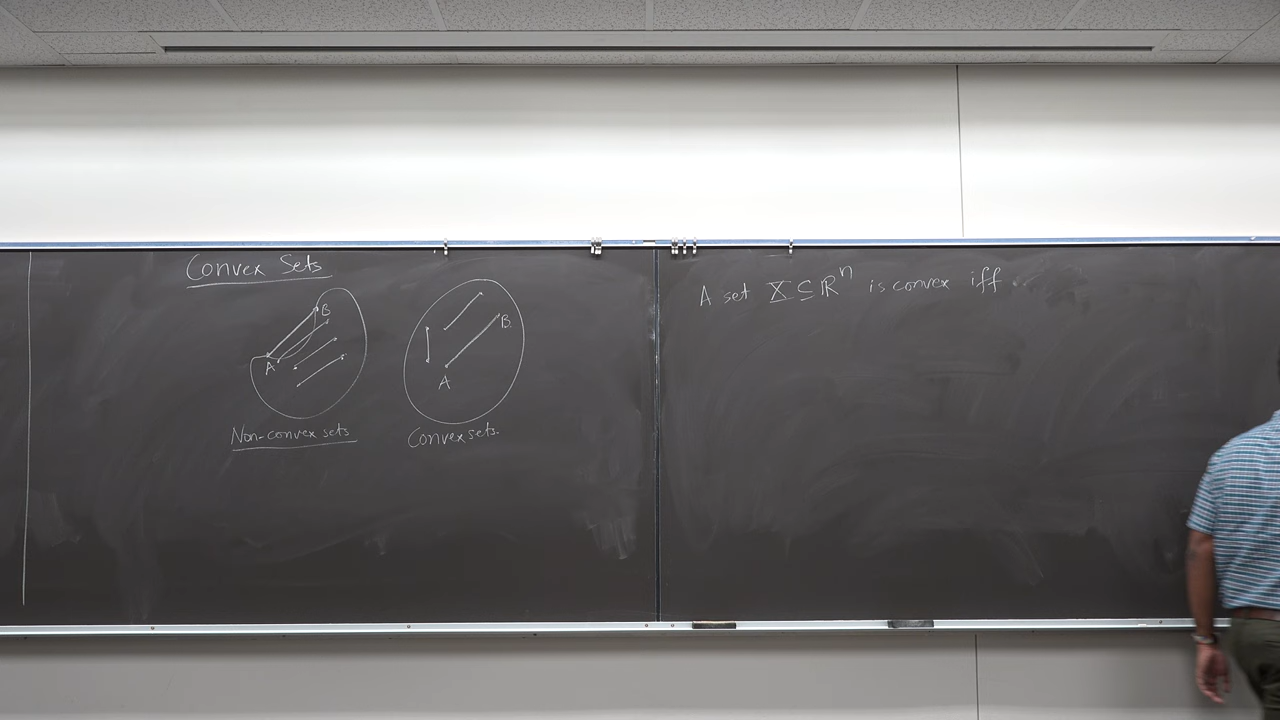 Convex Sets
B
A
Non-convex sets
B.
A
Convex sets.
A set X ⊆ ℝⁿ is convex iff